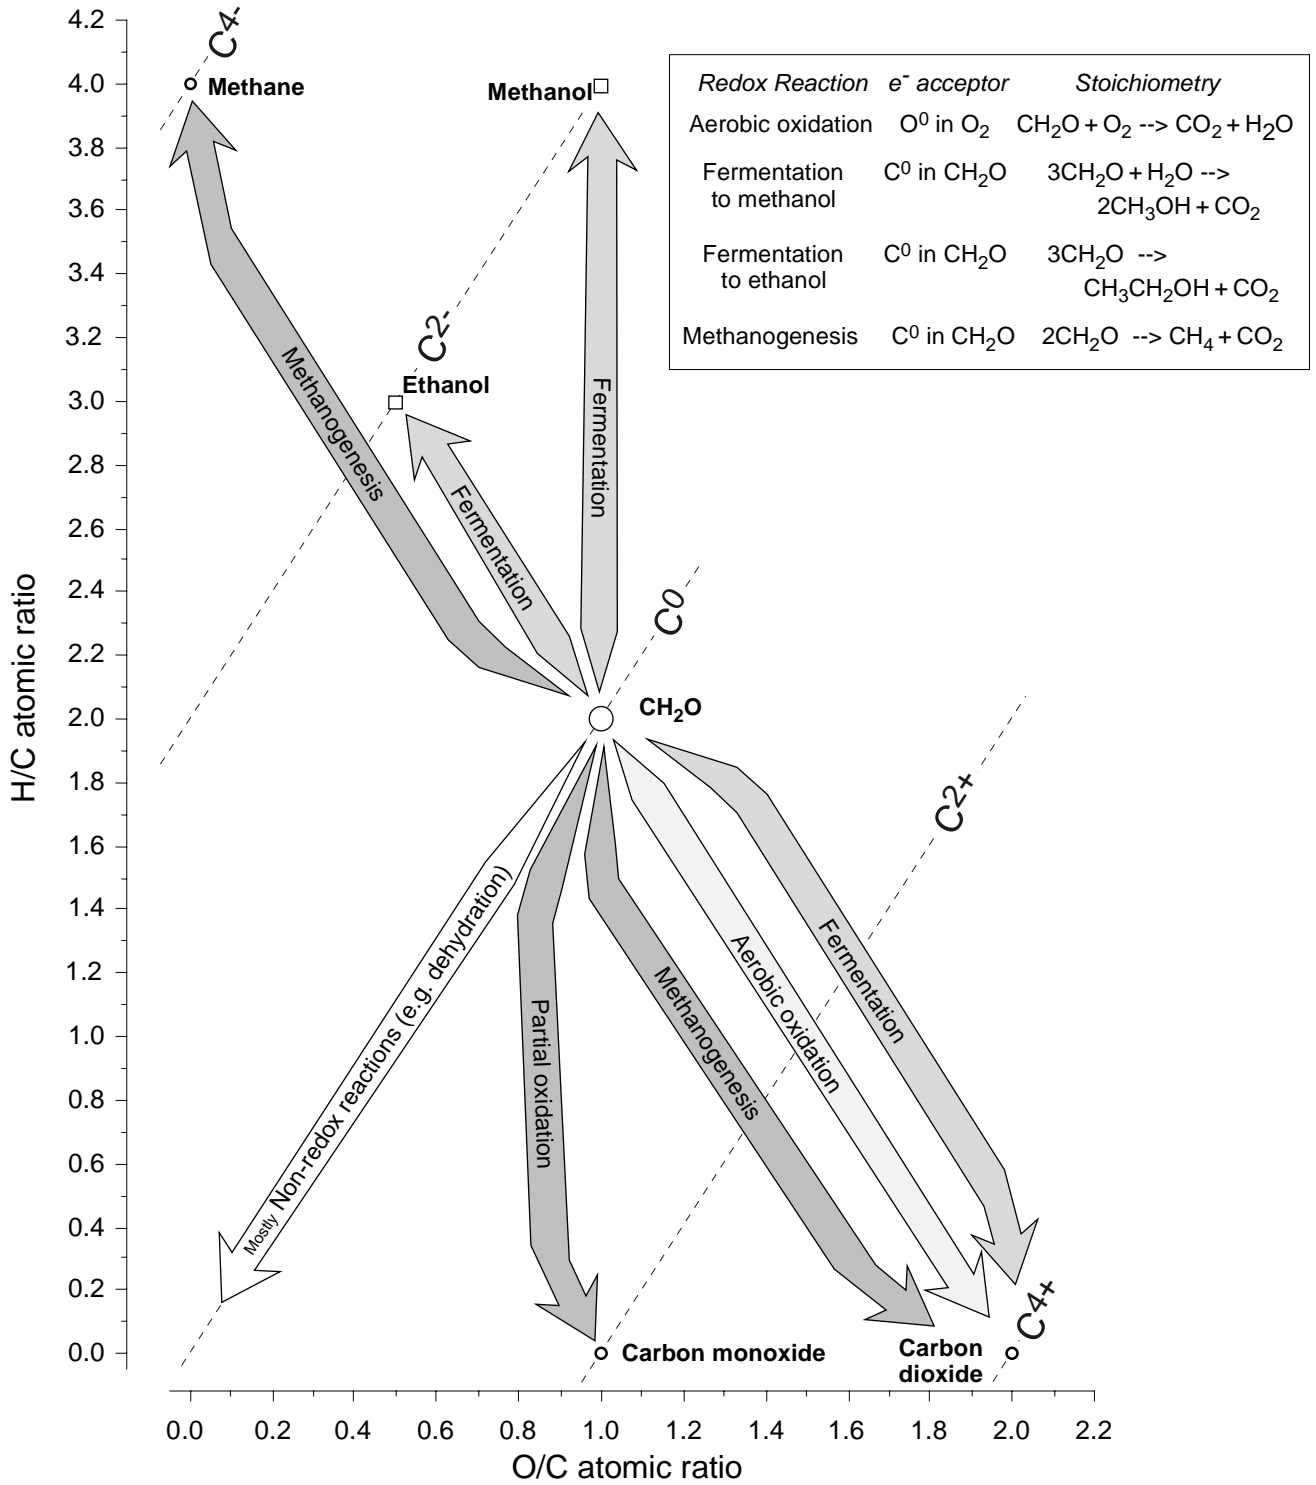 4.2
4.0
3.8
3.6
3.4
3.2
3.0
2.8
2.6
2.4
2.2
2.0
1.8
1.6
1.4
1.2
1.0
0.8
0.6
0.4
0.2
0.0
H/C atomic ratio
C4-
Methane
Methanol
Redox Reaction e⁻ acceptor Stoichiometry
Aerobic oxidation O⁰ in O₂ CH₂O + O₂ --> CO₂ + H₂O
Fermentation C⁰ in CH₂O 3CH₂O + H₂O -->
to methanol 2CH₃OH + CO₂
Fermentation C⁰ in CH₂O 3CH₂O -->
to ethanol CH₃CH₂OH + CO₂
Methanogenesis C⁰ in CH₂O 2CH₂O --> CH₄ + CO₂
C2-
Ethanol
Methanogenesis
Fermentation
Fermentation
C0
CH₂O
C2+
Mostly Non-redox reactions (e.g. dehydration)
Partial oxidation
Methanogenesis
Aerobic oxidation
Fermentation
C4+
Carbon monoxide
Carbon
dioxide
0.0 0.2 0.4 0.6 0.8 1.0 1.2 1.4 1.6 1.8 2.0 2.2
O/C atomic ratio